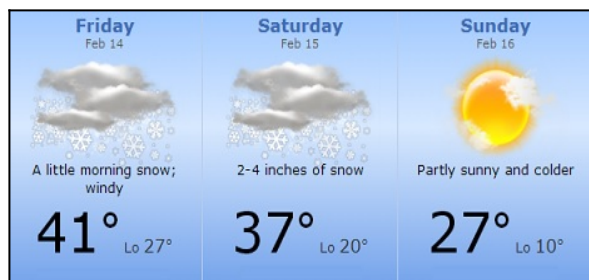 Friday
Feb 14
A little morning snow;
windy
41° Lo 27°
Saturday
Feb 15
2-4 inches of snow
37° Lo 20°
Sunday
Feb 16
Partly sunny and colder
27° Lo 10°